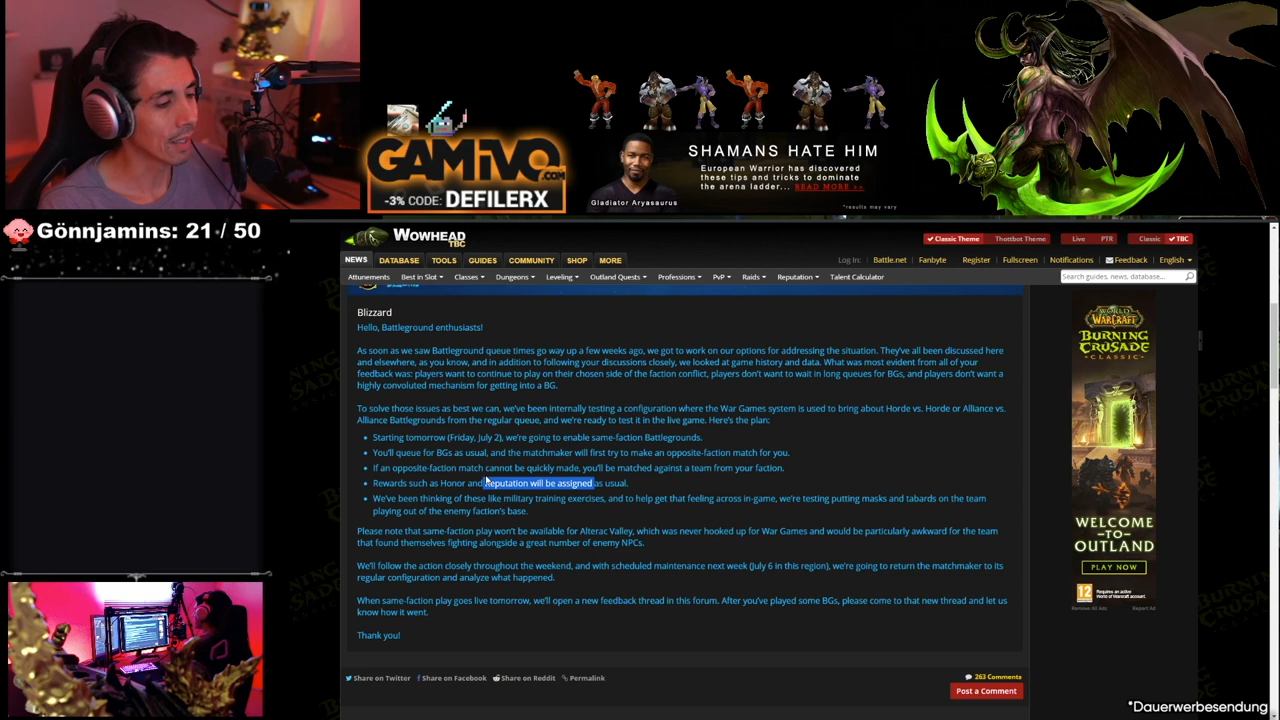 GAMIVO.COM
-3% CODE: DEFILERX
SHAMANS HATE HIM
European Warrior has discovered
these tips and tricks to dominate
the arena ladder... READ MORE >>
Gladiator Aryasaurus
*results may vary
Gönnjamins: 21 / 50
WOWHEAD
TBC
Classic Theme Thottbot Theme Live PTR Classic TBC
NEWS DATABASE TOOLS GUIDES COMMUNITY SHOP MORE
Log In: Battle.net Fanbyte Register Fullscreen Notifications Feedback English
Attunements Best in Slot Classes Dungeons Leveling Outland Quests Professions PvP Raids Reputation Talent Calculator
Search guides, news, database...
Blizzard
Hello, Battleground enthusiasts!
As soon as we saw Battleground queue times go way up a few weeks ago, we got to work on our options for addressing the situation. They've all been discussed here
and elsewhere, as you know, and in addition to following your discussions closely, we looked at game history and data. What was most evident from all of your
feedback was: players want to continue to play on their chosen side of the faction conflict, players don't want to wait in long queues for BGs, and players don't want a
highly convoluted mechanism for getting into a BG.
To solve those issues as best we can, we've been internally testing a configuration where the War Games system is used to bring about Horde vs. Horde or Alliance vs.
Alliance Battlegrounds from the regular queue, and we're ready to test it in the live game. Here's the plan:
Starting tomorrow (Friday, July 2), we're going to enable same-faction Battlegrounds.
You'll queue for BGs as usual, and the matchmaker will first try to make an opposite-faction match for you.
If an opposite-faction match cannot be quickly made, you'll be matched against a team from your faction.
Rewards such as Honor and Reputation will be assigned as usual.
We've been thinking of these like military training exercises, and to help get that feeling across in-game, we're testing putting masks and tabards on the team
playing out of the enemy faction's base.
Please note that same-faction play won't be available for Alterac Valley, which was never hooked up for War Games and would be particularly awkward for the team
that found themselves fighting alongside a great number of enemy NPCs.
We'll follow the action closely throughout the weekend, and with scheduled maintenance next week (July 6 in this region), we're going to return the matchmaker to its
regular configuration and analyze what happened.
When same-faction play goes live tomorrow, we'll open a new feedback thread in this forum. After you've played some BGs, please come to that new thread and let us
know how it went.
Thank you!
Share on Twitter Share on Facebook Share on Reddit Permalink
263 Comments
Post a Comment
WORLD OF
WARCRAFT
BURNING
CRUSADE
CLASSIC
WELCOME
-TO-
OUTLAND
PLAY NOW
12
Remove All Ads Report Ad
*Dauerwerbesendung